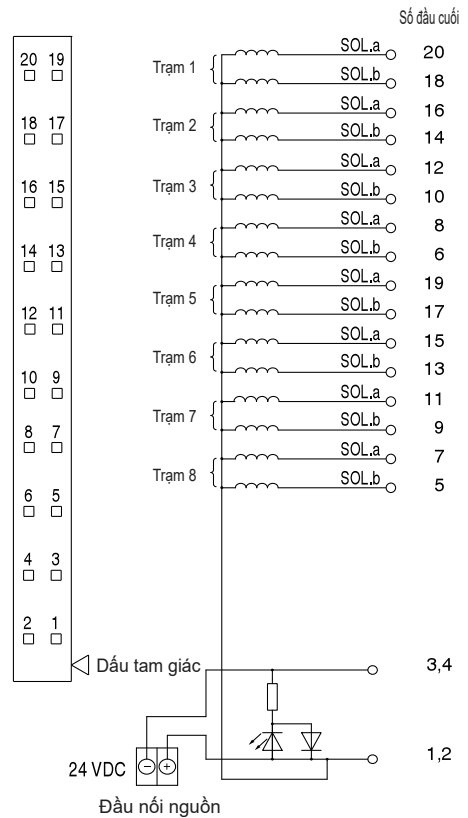 Số đầu cuối
20 19
18 17
16 15
14 13
12 11
10 9
8 7
6 5
4 3
2 1
Dấu tam giác
Trạm 1
SOL.a 20
SOL.b 18
Trạm 2
SOL.a 16
SOL.b 14
Trạm 3
SOL.a 12
SOL.b 10
Trạm 4
SOL.a 8
SOL.b 6
Trạm 5
SOL.a 19
SOL.b 17
Trạm 6
SOL.a 15
SOL.b 13
Trạm 7
SOL.a 11
SOL.b 9
Trạm 8
SOL.a 7
SOL.b 5
3,4
1,2
24 VDC
− +
Đầu nối nguồn